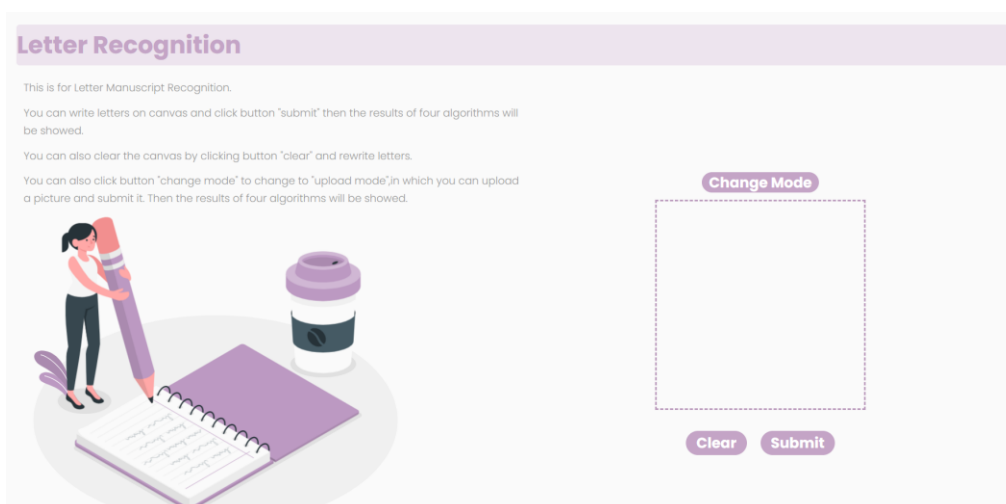 Letter Recognition
This is for Letter Manuscript Recognition.
You can write letters on canvas and click button "submit" then the results of four algorithms will
be showed.
You can also clear the canvas by clicking button "clear" and rewrite letters.
You can also click button "change mode" to change to "upload mode",in which you can upload
a picture and submit it. Then the results of four algorithms will be showed.
Change Mode
Clear Submit